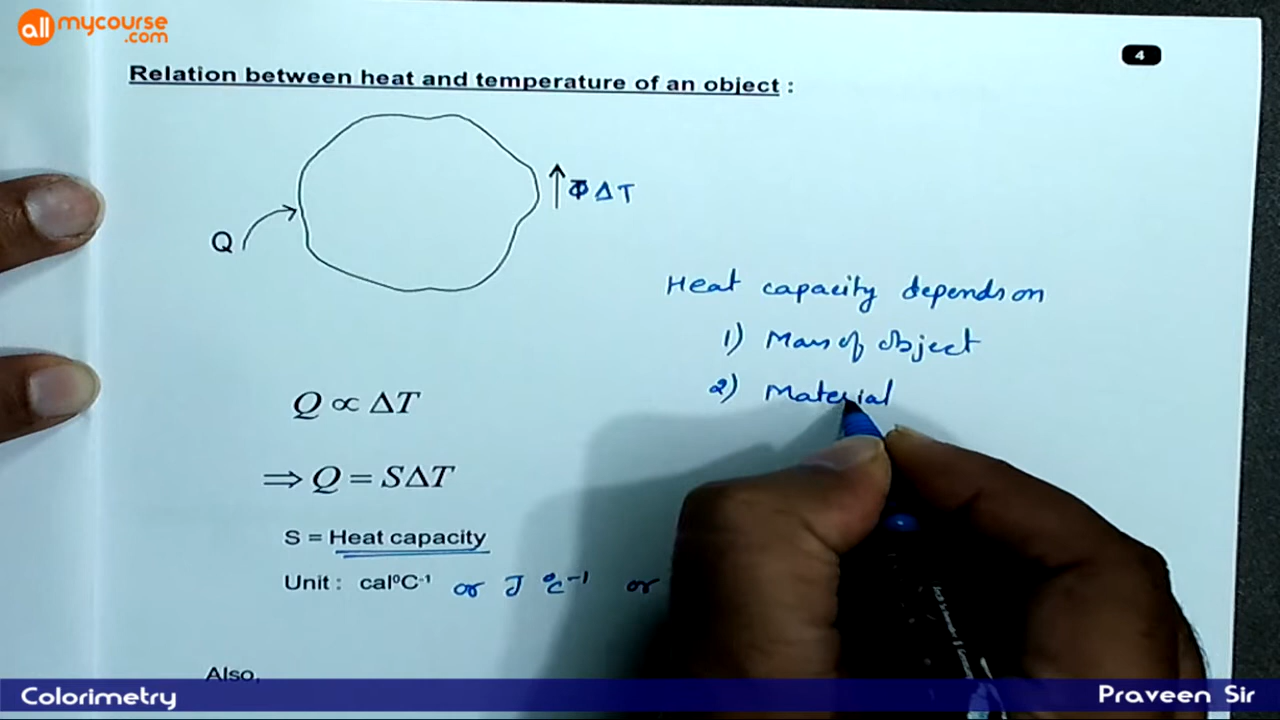 allmycourse.com
4
Relation between heat and temperature of an object :
↑ ΔT
Q
Heat capacity depends on
1) Mass of object
2) Material
Q ∝ ΔT
⇒ Q = SΔT
S = Heat capacity
Unit : cal⁰C⁻¹ or J °C⁻¹ or
Also,
Colorimetry
Praveen Sir